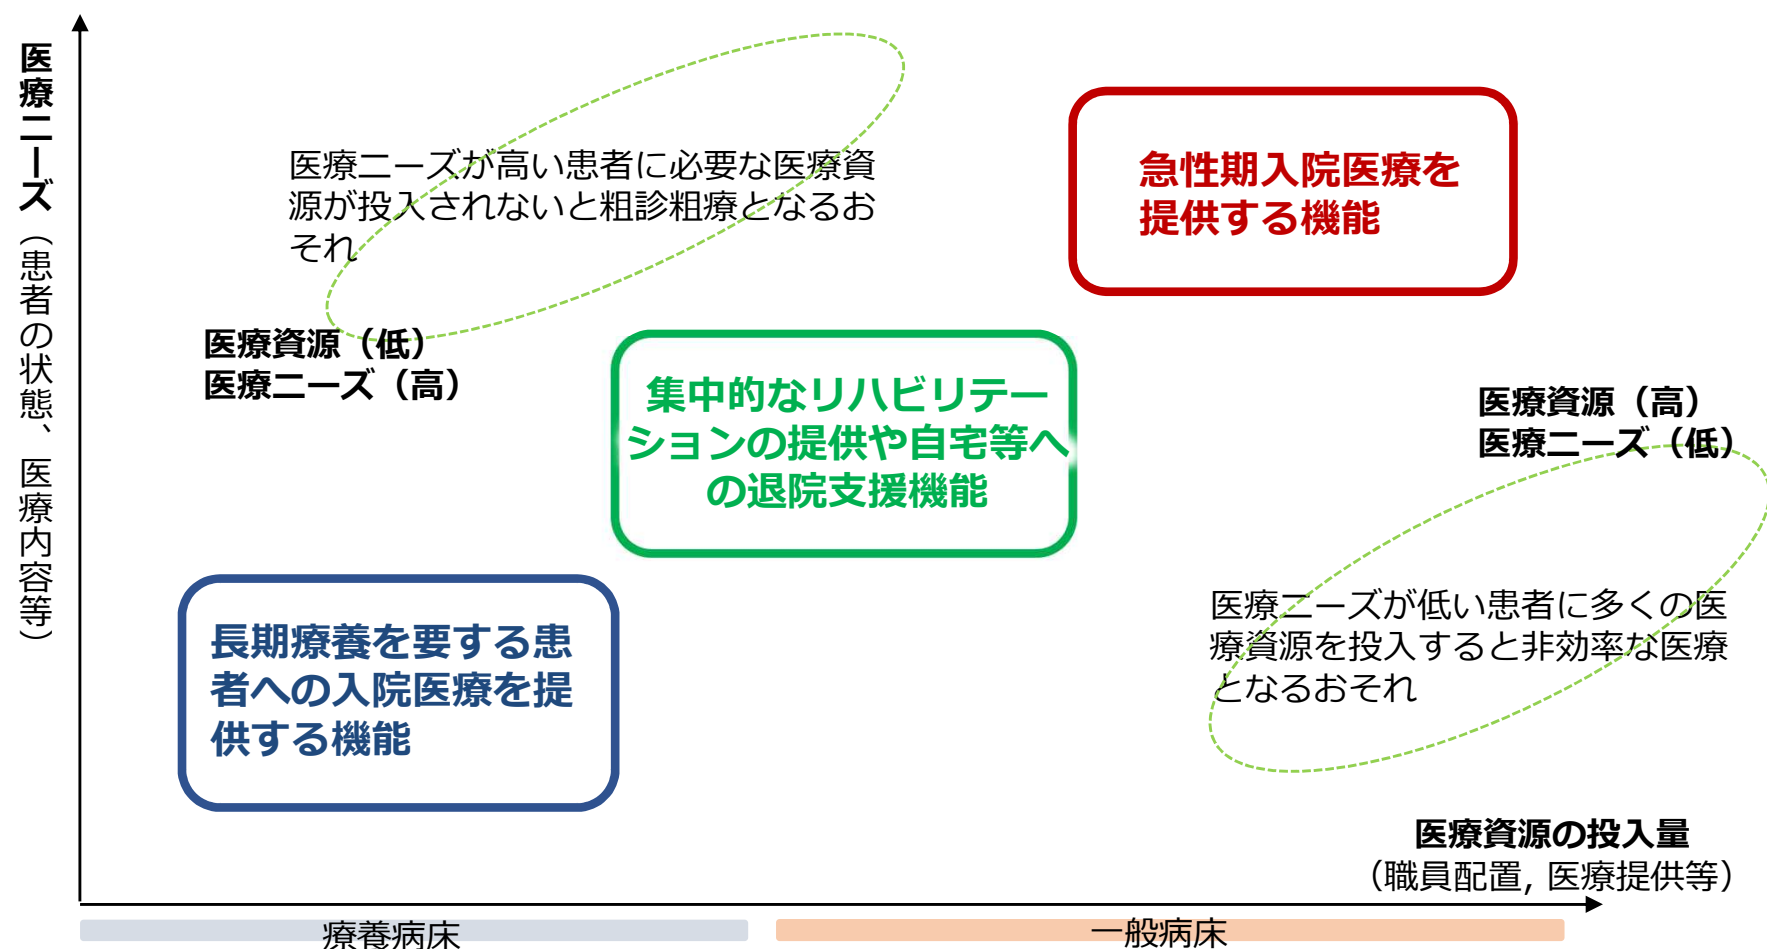 医療ニーズ（患者の状態、医療内容等）
医療ニーズが高い患者に必要な医療資
源が投入されないと粗診粗療となるお
それ
医療資源（低）
医療ニーズ（高）
急性期入院医療を
提供する機能
集中的なリハビリテー
ションの提供や自宅等へ
の退院支援機能
医療資源（高）
医療ニーズ（低）
長期療養を要する患
者への入院医療を提
供する機能
医療ニーズが低い患者に多くの医
療資源を投入すると非効率な医療
となるおそれ
医療資源の投入量
（職員配置, 医療提供等）
療養病床
一般病床